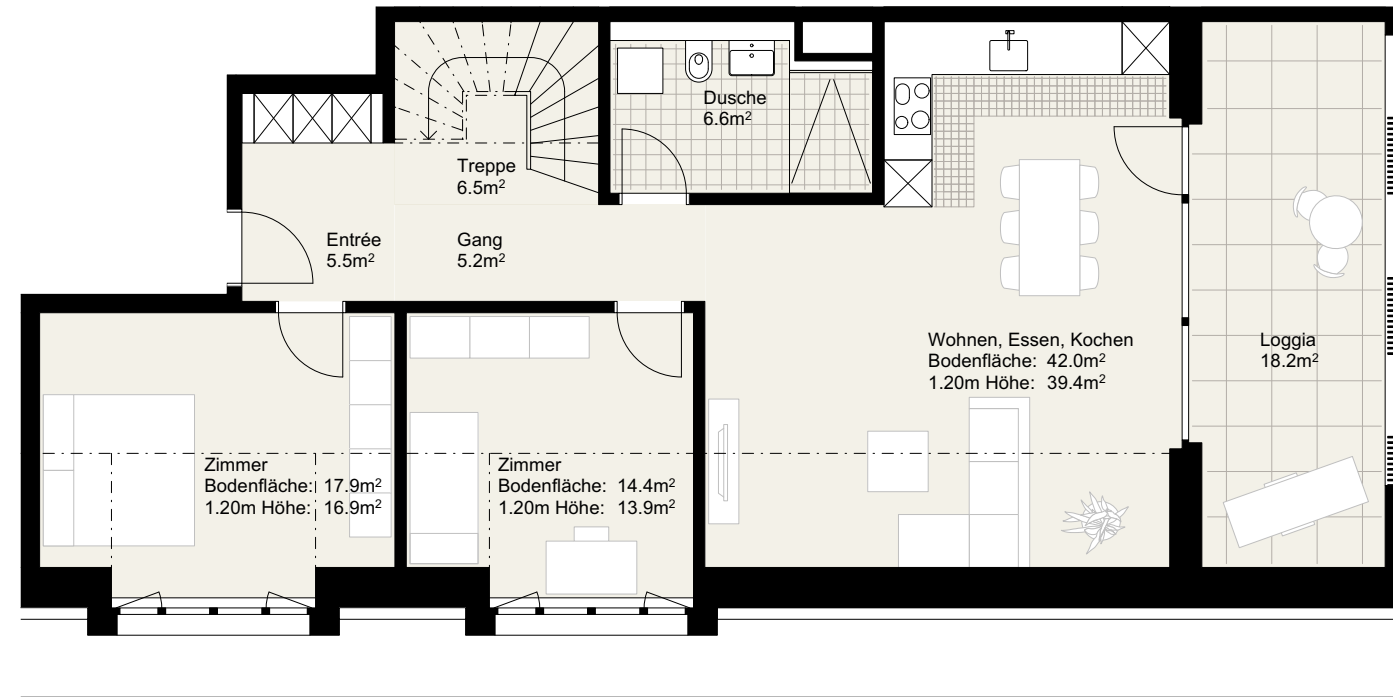 Dusche
6.6m²
Treppe
6.5m²
Entrée
5.5m²
Gang
5.2m²
Wohnen, Essen, Kochen
Bodenfläche: 42.0m²
1.20m Höhe: 39.4m²
Loggia
18.2m²
Zimmer
Bodenfläche: 17.9m²
1.20m Höhe: 16.9m²
Zimmer
Bodenfläche: 14.4m²
1.20m Höhe: 13.9m²